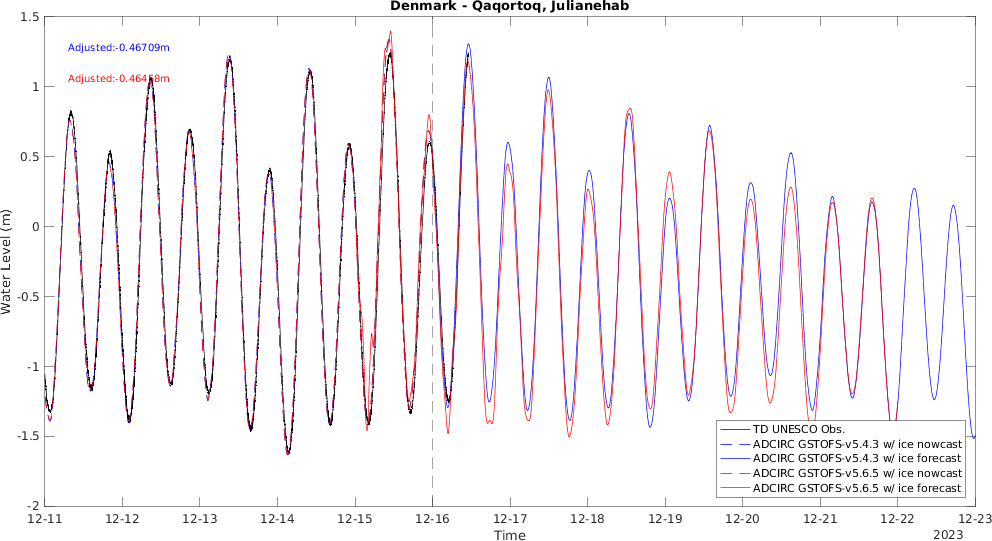 Denmark - Qaqortoq, Julianehab
1.5
Adjusted:-0.46709m
Adjusted:-0.46458m
1
0.5
0
-0.5
-1
-1.5
-2
Water Level (m)
TD UNESCO Obs.
ADCIRC GSTOFS-v5.4.3 w/ ice nowcast
ADCIRC GSTOFS-v5.4.3 w/ ice forecast
ADCIRC GSTOFS-v5.6.5 w/ ice nowcast
ADCIRC GSTOFS-v5.6.5 w/ ice forecast
12-11 12-12 12-13 12-14 12-15 12-16 12-17 12-18 12-19 12-20 12-21 12-22 12-23
Time
2023